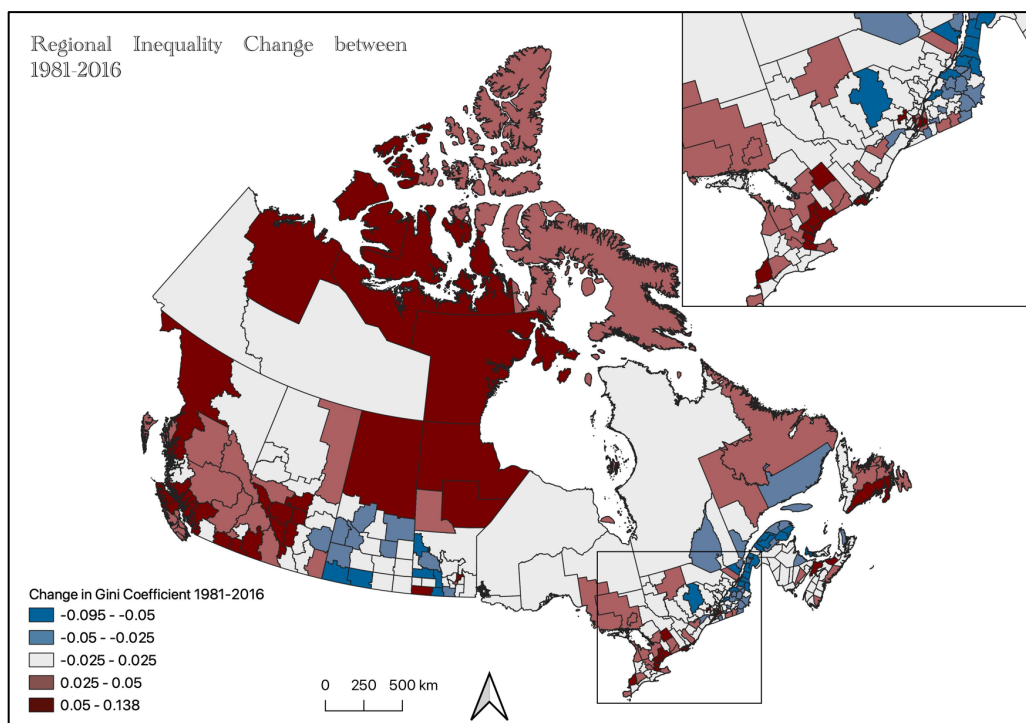 Regional Inequality Change between
1981-2016
Change in Gini Coefficient 1981-2016
-0.095 - -0.05
-0.05 - -0.025
-0.025 - 0.025
0.025 - 0.05
0.05 - 0.138
0 250 500 km